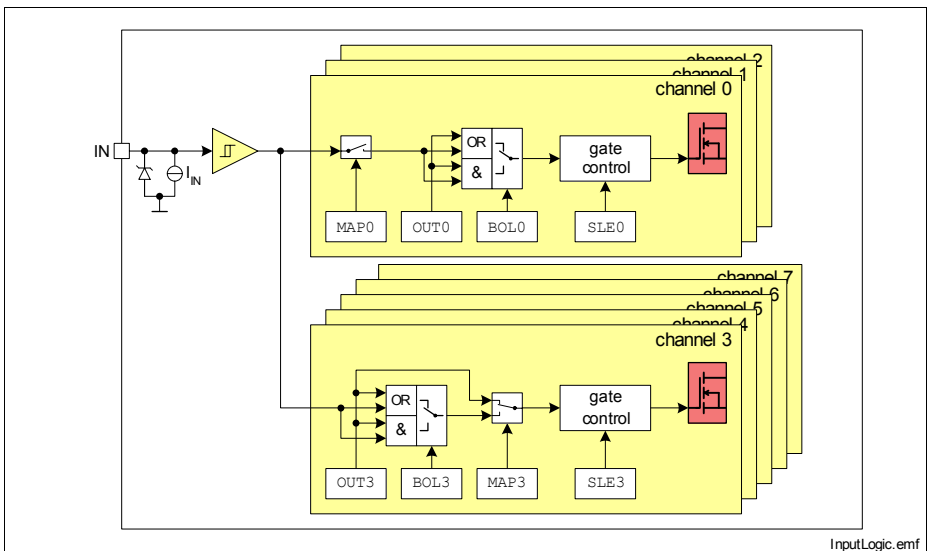 channel 2
channel 1
channel 0
IN
I_IN
OR
&
gate
control
MAP0
OUT0
BOL0
SLE0
channel 7
channel 6
channel 5
channel 4
channel 3
OR
&
gate
control
OUT3
BOL3
MAP3
SLE3
InputLogic.emf